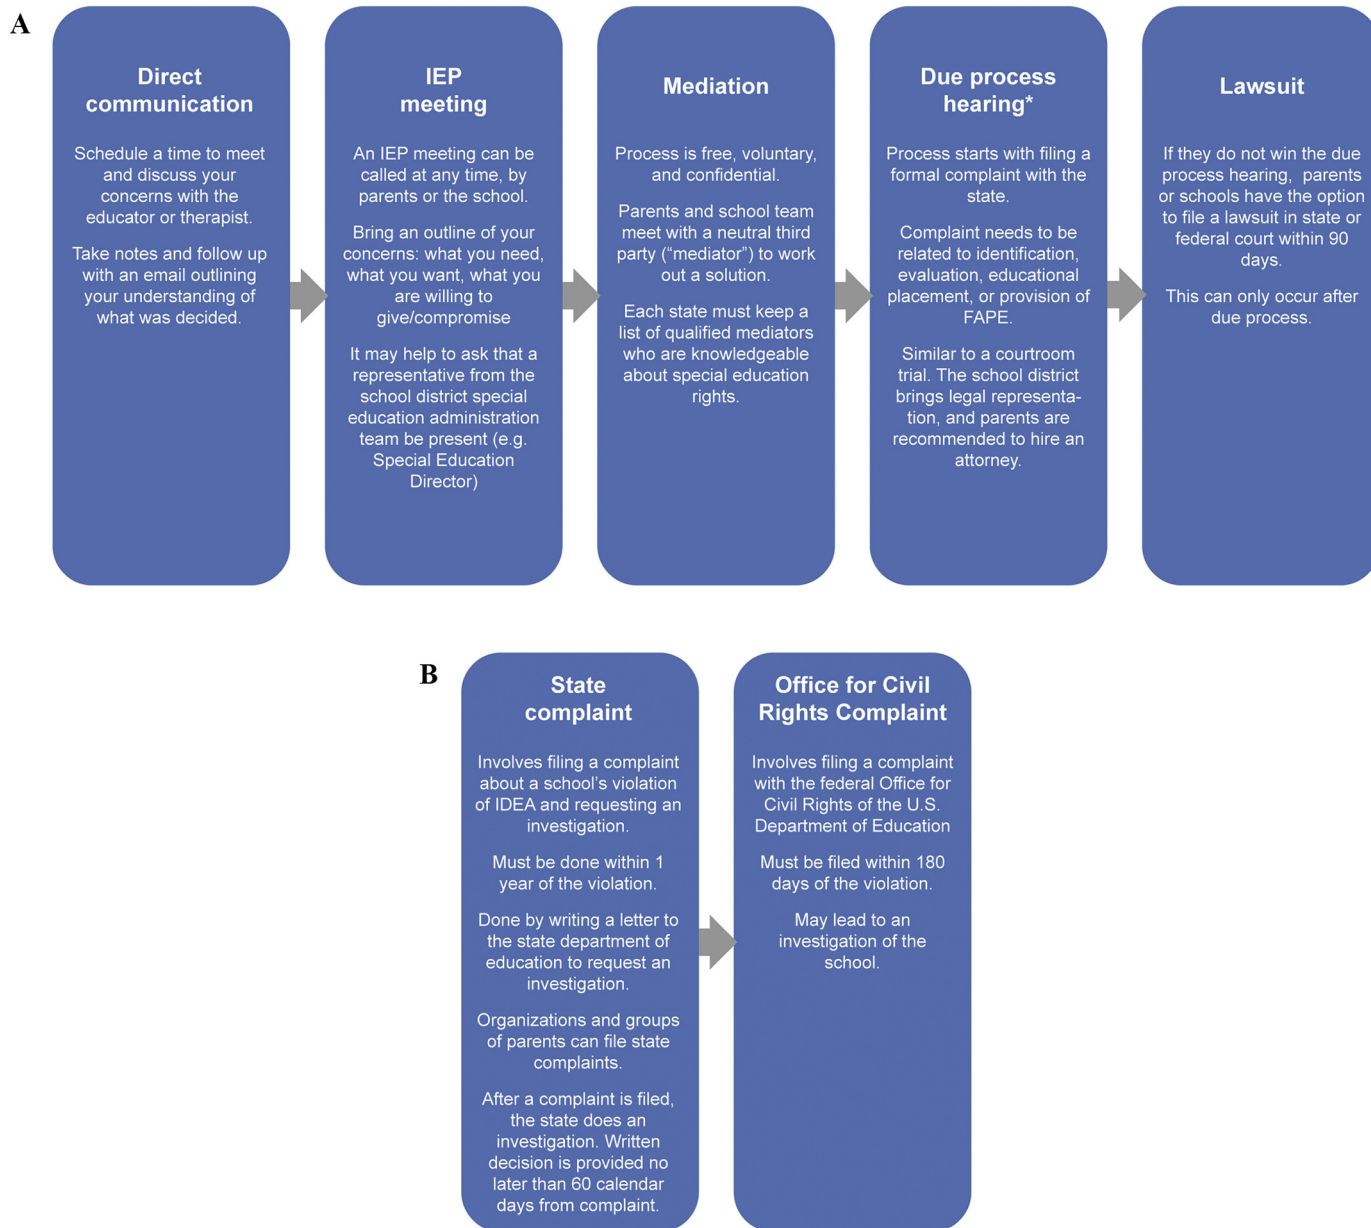 A
Direct
communication
Schedule a time to meet
and discuss your
concerns with the
educator or therapist.
Take notes and follow up
with an email outlining
your understanding of
what was decided.
IEP
meeting
An IEP meeting can be
called at any time, by
parents or the school.
Bring an outline of your
concerns: what you need,
what you want, what you
are willing to
give/compromise
It may help to ask that a
representative from the
school district special
education administration
team be present (e.g.
Special Education
Director)
Mediation
Process is free, voluntary,
and confidential.
Parents and school team
meet with a neutral third
party (“mediator”) to work
out a solution.
Each state must keep a
list of qualified mediators
who are knowledgeable
about special education
rights.
Due process
hearing*
Process starts with filing a
formal complaint with the
state.
Complaint needs to be
related to identification,
evaluation, educational
placement, or provision of
FAPE.
Similar to a courtroom
trial. The school district
brings legal representa-
tion, and parents are
recommended to hire an
attorney.
Lawsuit
If they do not win the due
process hearing, parents
or schools have the option
to file a lawsuit in state or
federal court within 90
days.
This can only occur after
due process.
B
State
complaint
Involves filing a complaint
about a school’s violation
of IDEA and requesting an
investigation.
Must be done within 1
year of the violation.
Done by writing a letter to
the state department of
education to request an
investigation.
Organizations and groups
of parents can file state
complaints.
After a complaint is filed,
the state does an
investigation. Written
decision is provided no
later than 60 calendar
days from complaint.
Office for Civil
Rights Complaint
Involves filing a complaint
with the federal Office for
Civil Rights of the U.S.
Department of Education
Must be filed within 180
days of the violation.
May lead to an
investigation of the
school.